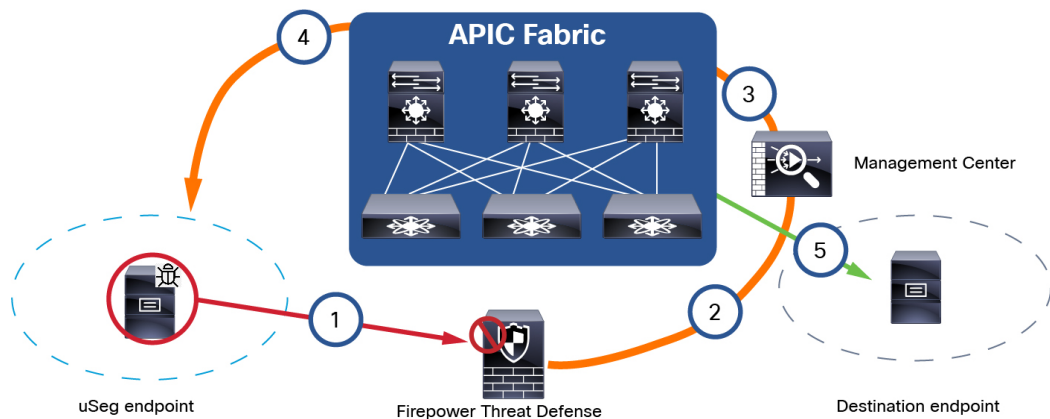 APIC Fabric
4
3
Management Center
5
2
1
uSeg endpoint
Firepower Threat Defense
Destination endpoint